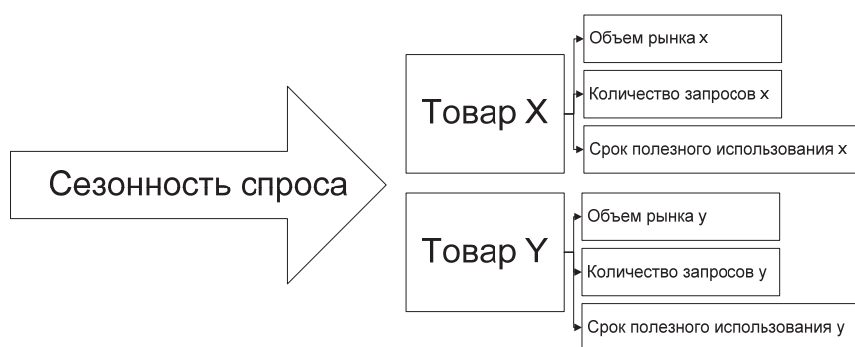 Сезонность спроса
Товар X
Объем рынка x
Количество запросов x
Срок полезного использования x
Товар Y
Объем рынка y
Количество запросов y
Срок полезного использования y